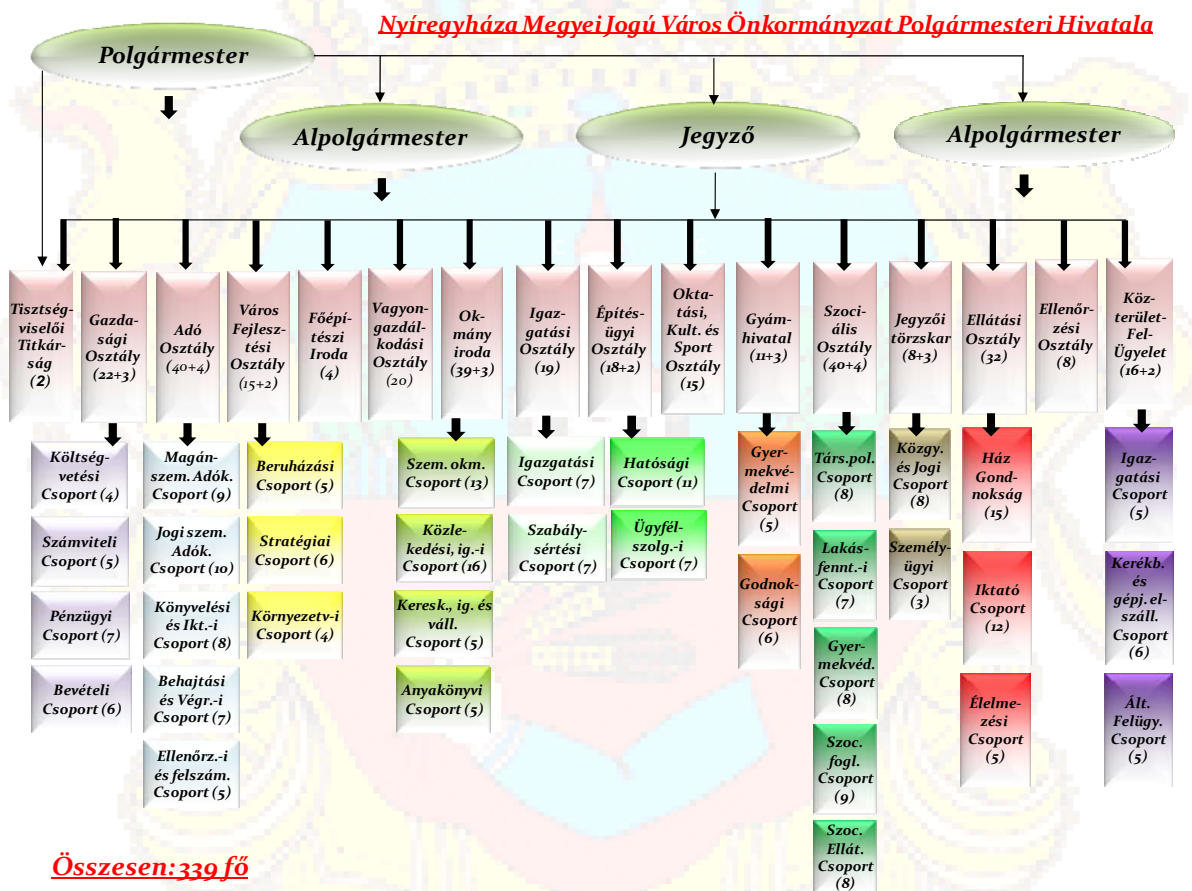 Nyíregyháza Megyei Jogú Város Önkormányzat Polgármesteri Hivatala
Polgármester
Alpolgármester
Jegyző
Alpolgármester
Tisztség-
viselői
Titkár-
ság
(2)
Gazda-
sági
Osztály
(22+3)
Adó
Osztály
(40+4)
Város
Fejlesz-
tési
Osztály
(15+2)
Főépí-
tészi
Iroda
(4)
Vagyon-
gazdál-
kodási
Osztály
(20)
Ok-
mány
iroda
(39+3)
Igaz-
gatási
Osztály
(19)
Építés-
ügyi
Osztály
(18+2)
Okta-
tási,
Kult. és
Sport
Osztály
(15)
Gyám-
hivatal
(11+3)
Szoci-
ális
Osztály
(40+4)
Jegyzői
törzskar
(8+3)
Ellátási
Osztály
(32)
Ellenőr-
zési
Osztály
(8)
Köz-
terület-
Fel-
Ügyelet
(16+2)
Költség-
vetési
Csoport (4)
Számviteli
Csoport (5)
Pénzügyi
Csoport (7)
Bevételi
Csoport (6)
Magán-
szem. Adók.
Csoport (9)
Jogi szem.
Adók.
Csoport (10)
Könyvelési
és Ikt.-i
Csoport (8)
Behajtási
és Végr.-i
Csoport (7)
Ellenőrz.-i
és felszám.
Csoport (5)
Beruházási
Csoport (5)
Stratégiai
Csoport (6)
Környezetv-i
Csoport (4)
Szem. okm.
Csoport (13)
Közle-
kedési, ig.-i
Csoport (16)
Keresk., ig. és
váll.
Csoport (5)
Anyakönyvi
Csoport (5)
Igazgatási
Csoport (7)
Szabály-
sértési
Csoport (7)
Hatósági
Csoport (11)
Ügyfél-
szolg.-i
Csoport (7)
Gyer-
mekvé-
delmi
Csoport
(5)
Godnok-
sági
Csoport
(6)
Társ.pol.
Csoport
(8)
Lakás-
fennt.-i
Csoport
(7)
Gyer-
mekvéd.
Csoport
(8)
Szoc.
fogl.
Csoport
(9)
Szoc.
Ellát.
Csoport
(8)
Közgy.
és Jogi
Csoport
(8)
Személy-
ügyi
Csoport
(3)
Ház
Gond-
nokság
(15)
Iktató
Csoport
(12)
Élelme-
zési
Csoport
(5)
Igaz-
gatási
Csoport
(5)
Kerékb.
és
gépj. el-
száll.
Csoport
(6)
Ált.
Felügy.
Csoport
(5)
Összesen: 339 fő